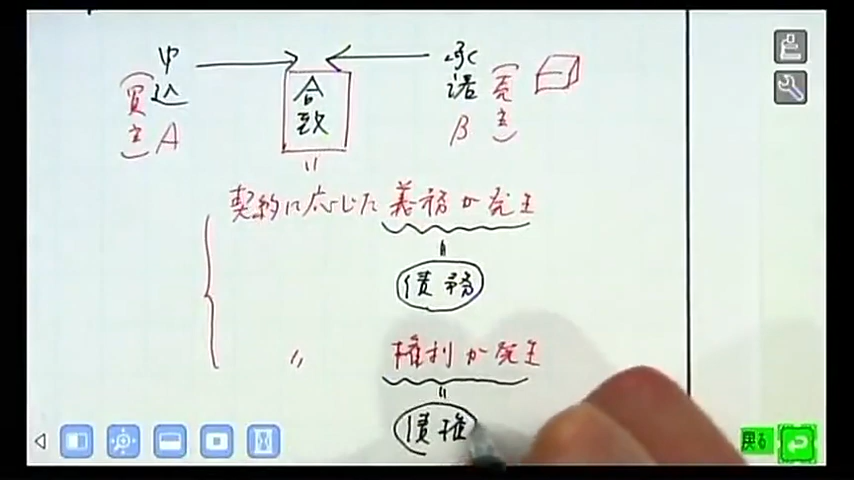 申込 → 合致 ← 承諾
(買主) A B (売主)
〃
契約に応じた義務が発生
〃
債務
〃 権利が発生
〃
債権
戻る